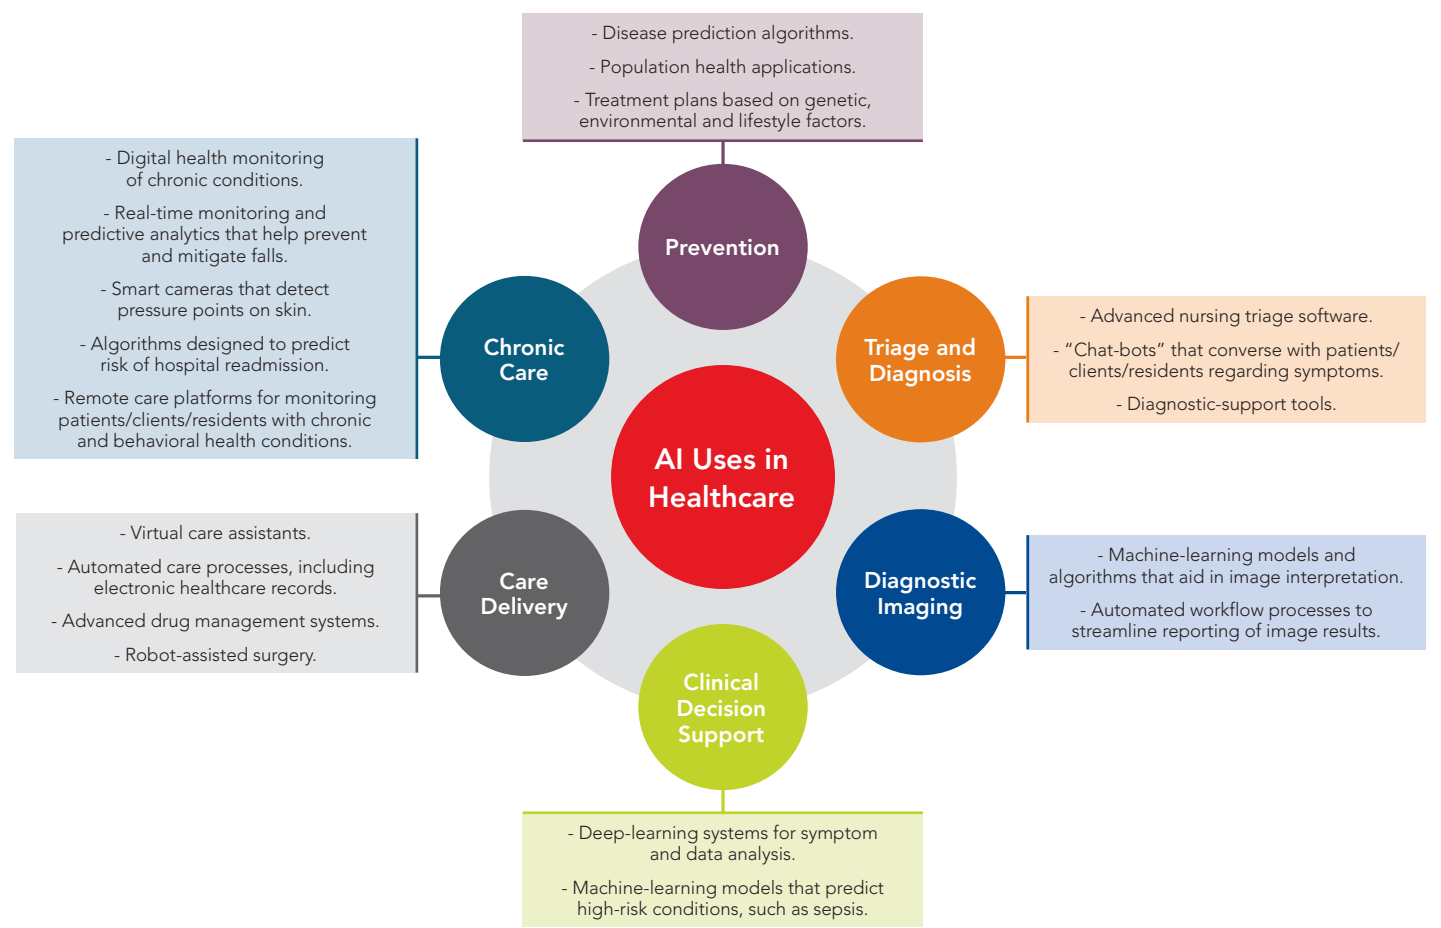 - Disease prediction algorithms.
- Population health applications.
- Treatment plans based on genetic,
environmental and lifestyle factors.
Prevention
- Digital health monitoring
of chronic conditions.
- Real-time monitoring and
predictive analytics that help prevent
and mitigate falls.
- Smart cameras that detect
pressure points on skin.
- Algorithms designed to predict
risk of hospital readmission.
- Remote care platforms for monitoring
patients/clients/residents with chronic
and behavioral health conditions.
Chronic
Care
Triage and
Diagnosis
- Advanced nursing triage software.
- “Chat-bots” that converse with patients/
clients/residents regarding symptoms.
- Diagnostic-support tools.
AI Uses in
Healthcare
- Virtual care assistants.
- Automated care processes, including
electronic healthcare records.
- Advanced drug management systems.
- Robot-assisted surgery.
Care
Delivery
Diagnostic
Imaging
- Machine-learning models and
algorithms that aid in image interpretation.
- Automated workflow processes to
streamline reporting of image results.
Clinical
Decision
Support
- Deep-learning systems for symptom
and data analysis.
- Machine-learning models that predict
high-risk conditions, such as sepsis.